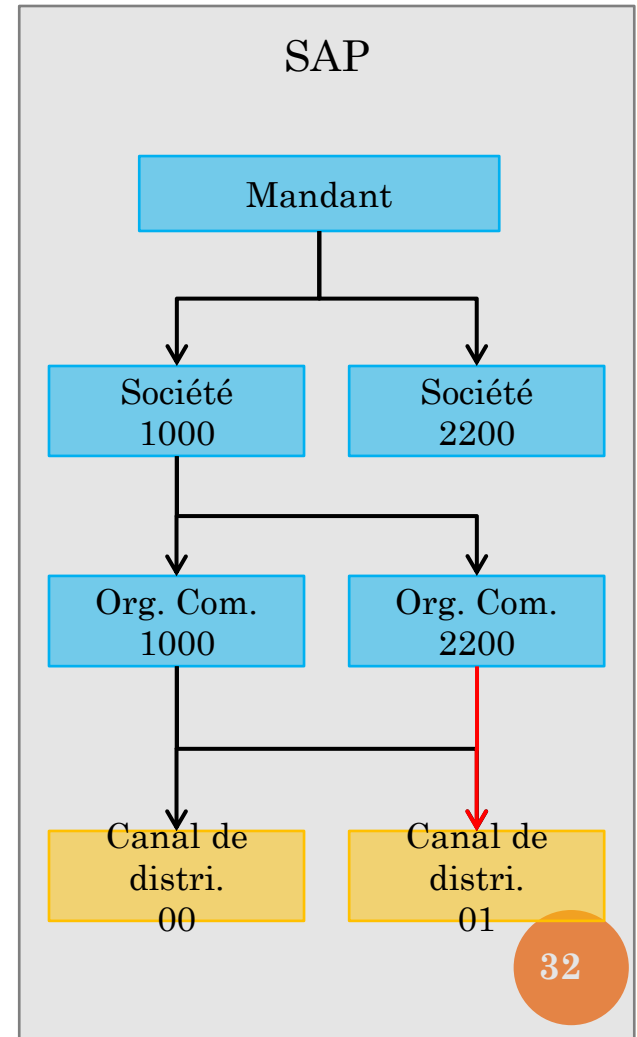 SAP
Mandant
Société
1000
Société
2200
Org. Com.
1000
Org. Com.
2200
Canal de
distri.
00
Canal de
distri.
01
32